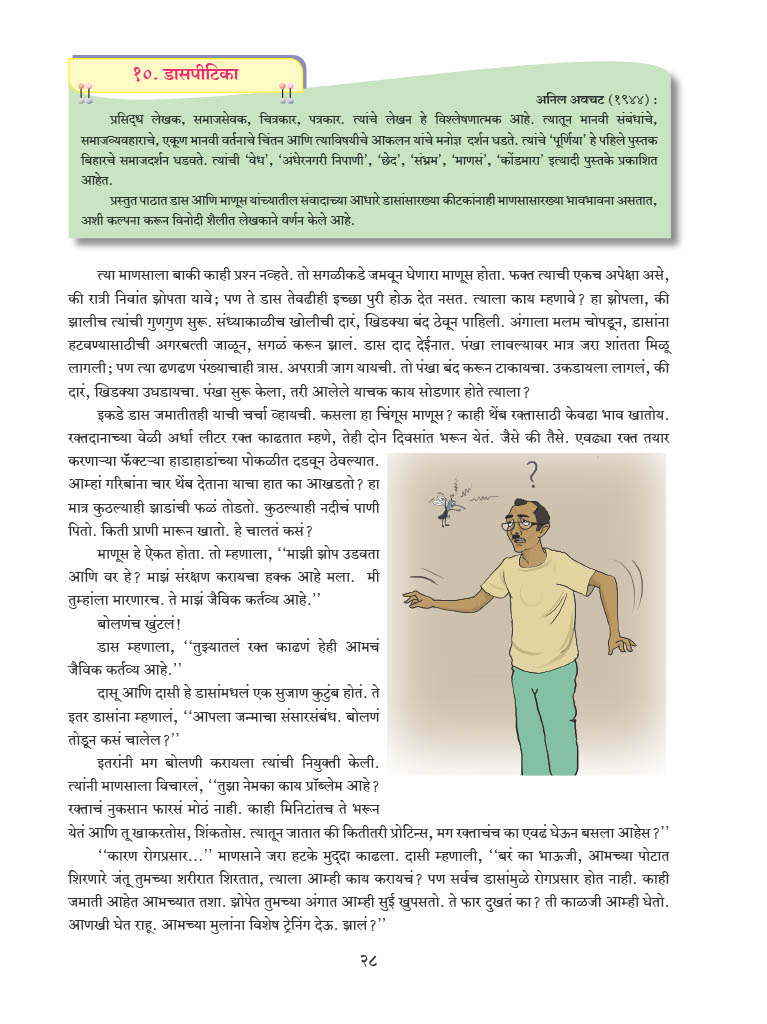 १०. डासपीटिका
अनिल अवचट (१९४४) :
प्रसिद्ध लेखक, समाजसेवक, चित्रकार, पत्रकार. त्यांचे लेखन हे विश्लेषणात्मक आहे. त्यातून मानवी संबंधांचे,
समाजव्यवहाराचे, एकूण मानवी वर्तनाचे चिंतन आणि त्याविषयीचे आकलन यांचे मनोज्ञ दर्शन घडते. त्यांचे ‘पूर्णिया’ हे पहिले पुस्तक
बिहारचे समाजदर्शन घडवते. त्यांची ‘वेध’, ‘अंधेरनगरी निपाणी’, ‘छेद’, ‘संभ्रम’, ‘माणसं’, ‘कोंडमारा’ इत्यादी पुस्तके प्रकाशित
आहेत.
प्रस्तुत पाठात डास आणि माणूस यांच्यातील संवादाच्या आधारे डासांसारख्या कीटकांनाही माणसासारख्या भावभावना असतात,
अशी कल्पना करून विनोदी शैलीत लेखकाने वर्णन केले आहे.
त्या माणसाला बाकी काही प्रश्न नव्हते. तो सगळीकडे जमवून घेणारा माणूस होता. फक्त त्याची एकच अपेक्षा असे,
की रात्री निवांत झोपता यावे; पण ते डास तेवढीही इच्छा पुरी होऊ देत नसत. त्याला काय म्हणावे? हा झोपला, की
झालीच त्यांची गुणगुण सुरू. संध्याकाळीच खोलीची दारं, खिडक्या बंद ठेवून पाहिली. अंगाला मलम चोपडून, डासांना
हटवण्यासाठीची अगरबत्ती जाळून, सगळं करून झालं. डास दाद देईनात. पंखा लावल्यावर मात्र जरा शांतता मिळू
लागली; पण त्या ढणढण पंख्याचाही त्रास. अपरात्री जाग यायची. तो पंखा बंद करून टाकायचा. उकडायला लागलं, की
दारं, खिडक्या उघडायचा. पंखा सुरू केला, तरी आलेले याचक काय सोडणार होते त्याला?
इकडे डास जमातीतही याची चर्चा व्हायची. कसला हा चिंगूस माणूस? काही थेंब रक्तासाठी केवढा भाव खातोय.
रक्तदानाच्या वेळी अर्धा लीटर रक्त काढतात म्हणे, तेही दोन दिवसांत भरून येतं. जैसे की तैसे. एवढ्या रक्त तयार
करणाऱ्या फॅक्टऱ्या हाडाहाडांच्या पोकळीत दडवून ठेवल्यात.
आम्हां गरिबांना चार थेंब देताना याचा हात का आखडतो? हा
मात्र कुठल्याही झाडांची फळं तोडतो. कुठल्याही नदीचं पाणी
पितो. किती प्राणी मारून खातो. हे चालतं कसं?
माणूस हे ऐकत होता. तो म्हणाला, ‘‘माझी झोप उडवता
आणि वर हे? माझं संरक्षण करायचा हक्क आहे मला. मी
तुम्हांला मारणारच. ते माझं जैविक कर्तव्य आहे.’’
बोलणंच खुंटलं!
डास म्हणाला, ‘‘तुझ्यातलं रक्त काढणं हेही आमचं
जैविक कर्तव्य आहे.’’
दासू आणि दासी हे डासांमधलं एक सुजाण कुटुंब होतं. ते
इतर डासांना म्हणालं, ‘‘आपला जन्माचा संसारसंबंध. बोलणं
तोडून कसं चालेल?’’
इतरांनी मग बोलणी करायला त्यांची नियुक्ती केली.
त्यांनी माणसाला विचारलं, ‘‘तुझा नेमका काय प्रॉब्लेम आहे?
रक्ताचं नुकसान फारसं मोठं नाही. काही मिनिटांतच ते भरून
येतं आणि तू खाकरतोस, शिंकतोस. त्यातून जातात की कितीतरी प्रोटिन्स, मग रक्ताचंच का एवढं घेऊन बसला आहेस?’’
‘‘कारण रोगप्रसार...’’ माणसाने जरा हटके मुद्दा काढला. दासी म्हणाली, ‘‘बरं का भाऊजी, आमच्या पोटात
शिरणारे जंतू तुमच्या शरीरात शिरतात, त्याला आम्ही काय करायचं? पण सर्वच डासांमुळे रोगप्रसार होत नाही. काही
जमाती आहेत आमच्यात तशा. झोपेत तुमच्या अंगात आम्ही सुई खुपसतो. ते फार दुखतं का? ती काळजी आम्ही घेतो.
आणखी घेत राहू. आमच्या मुलांना विशेष ट्रेनिंग देऊ. झालं?’’
?
२८